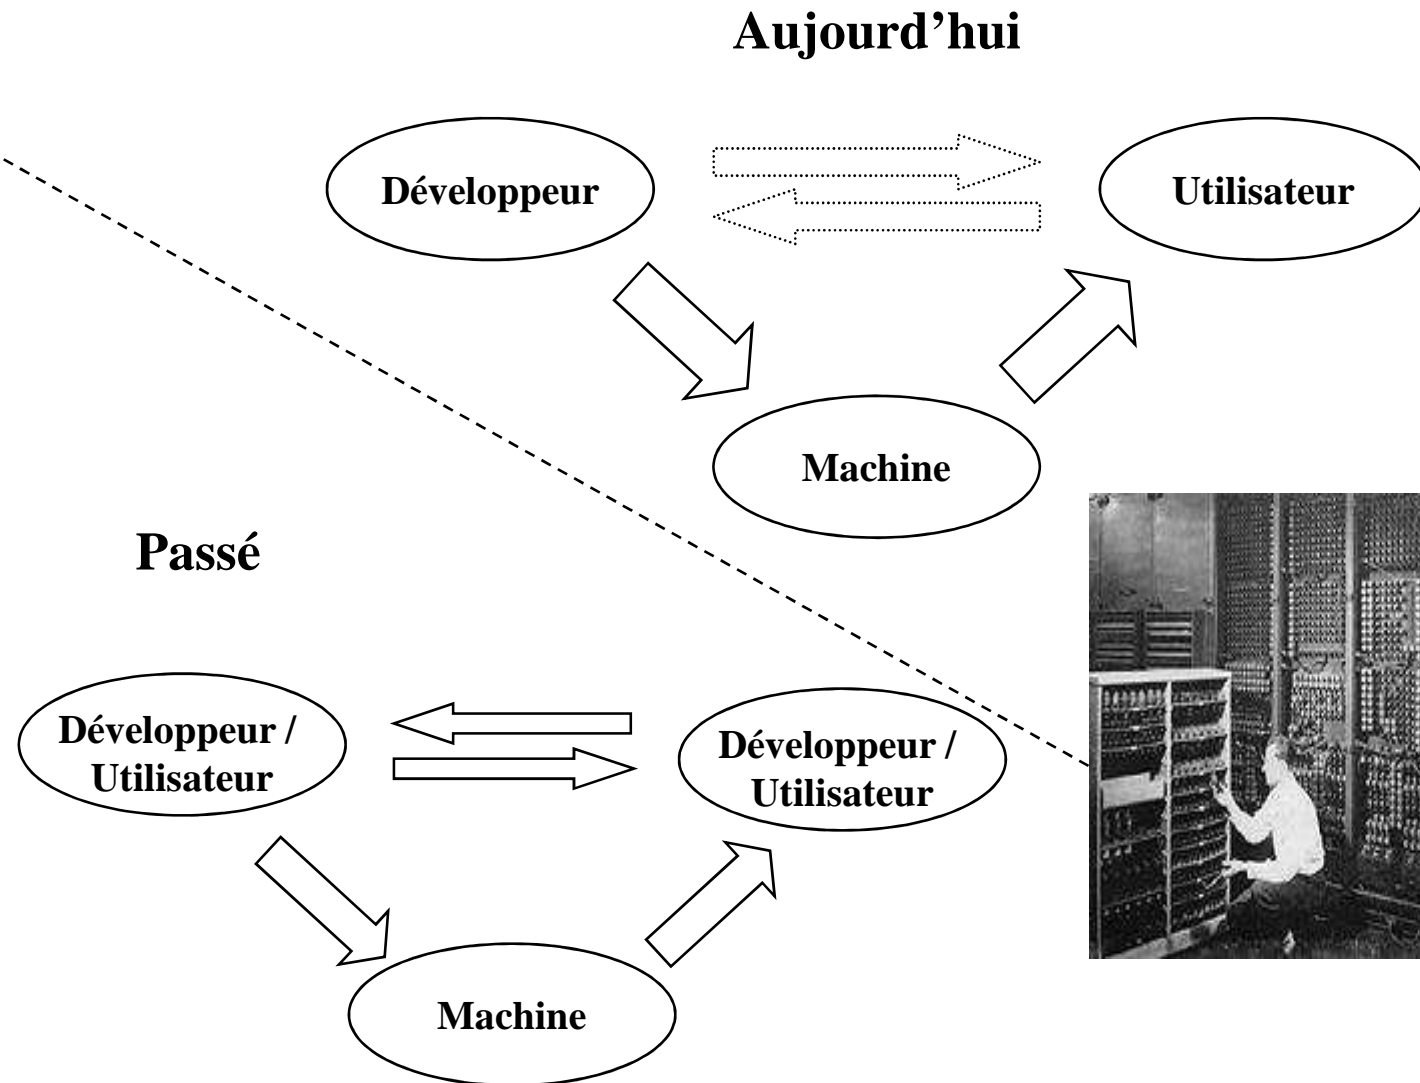 Aujourd’hui
Développeur
Utilisateur
Machine
Passé
Développeur /
Utilisateur
Développeur /
Utilisateur
Machine